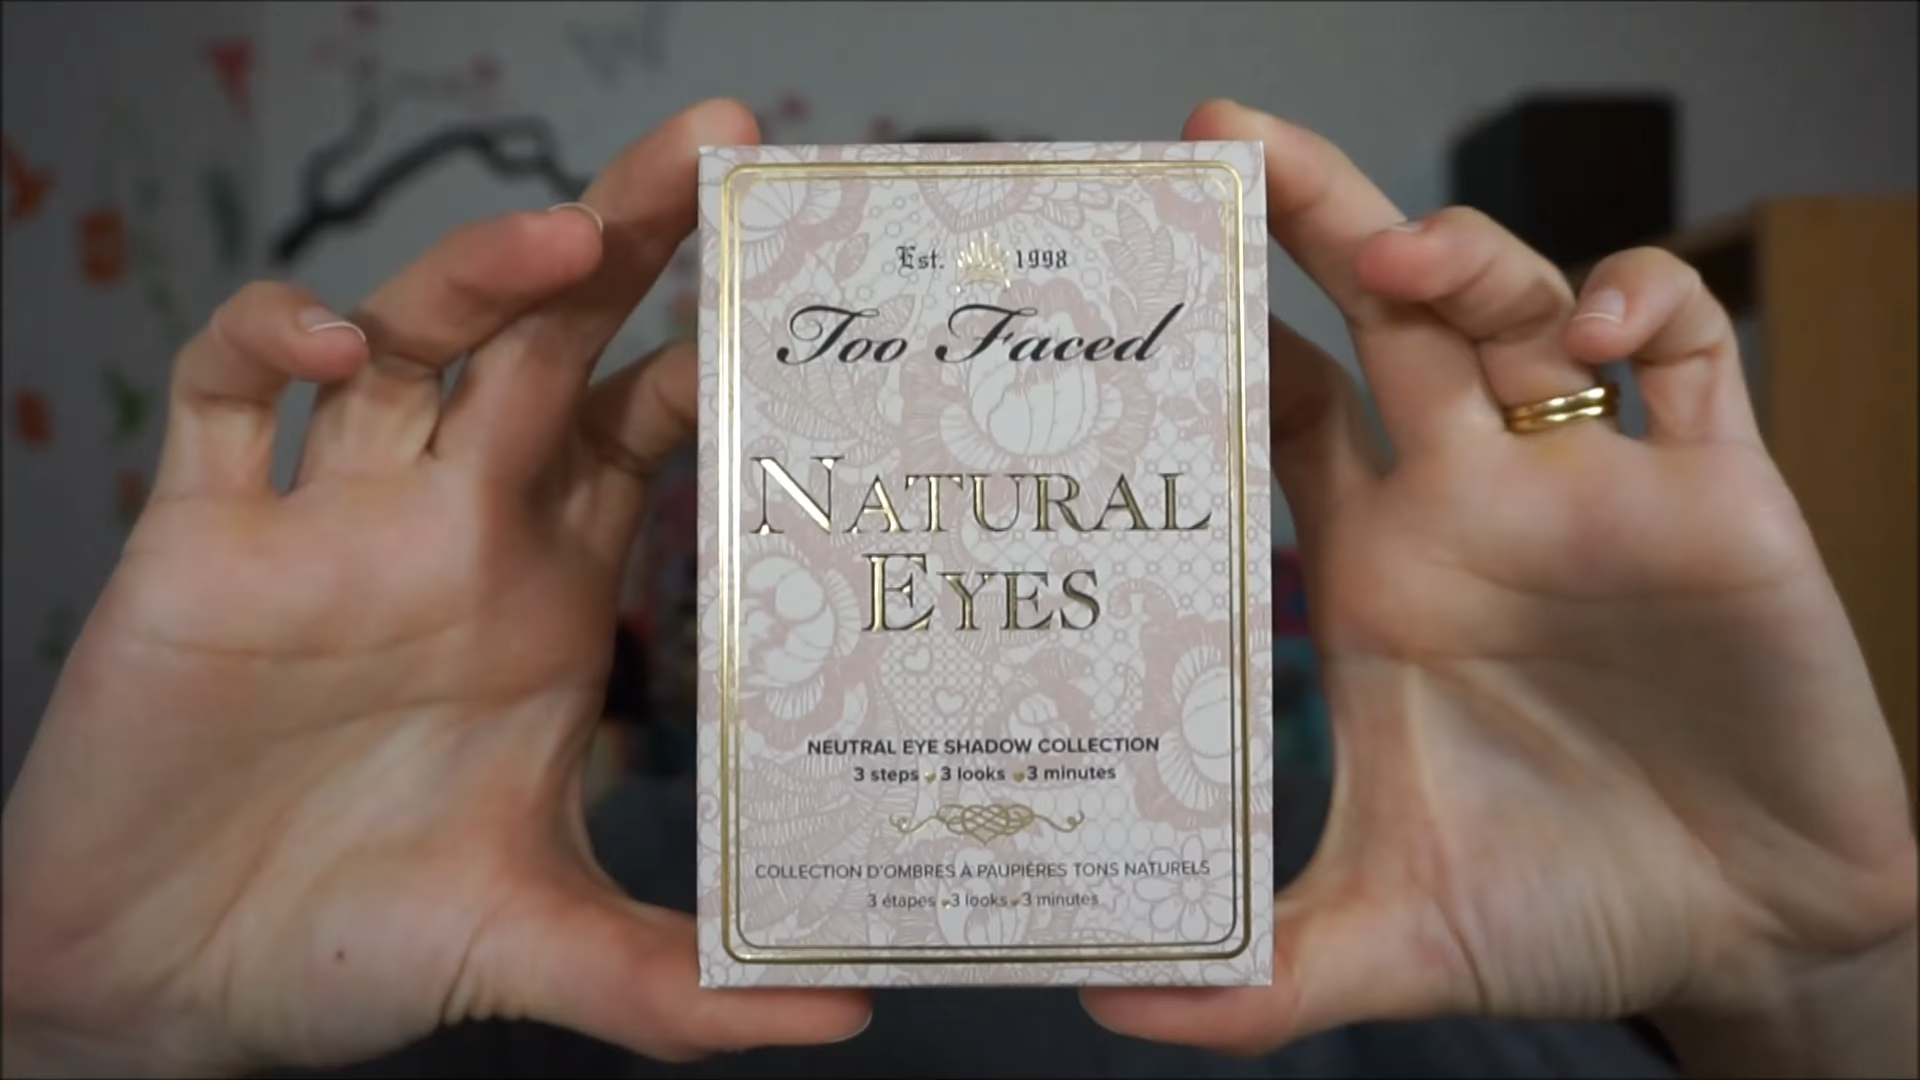 Est. 1998
Too Faced
NATURAL
EYES
NEUTRAL EYE SHADOW COLLECTION
3 steps 3 looks 3 minutes
COLLECTION D'OMBRES À PAUPIÈRES TONS NATURELS
3 étapes 3 looks 3 minutes